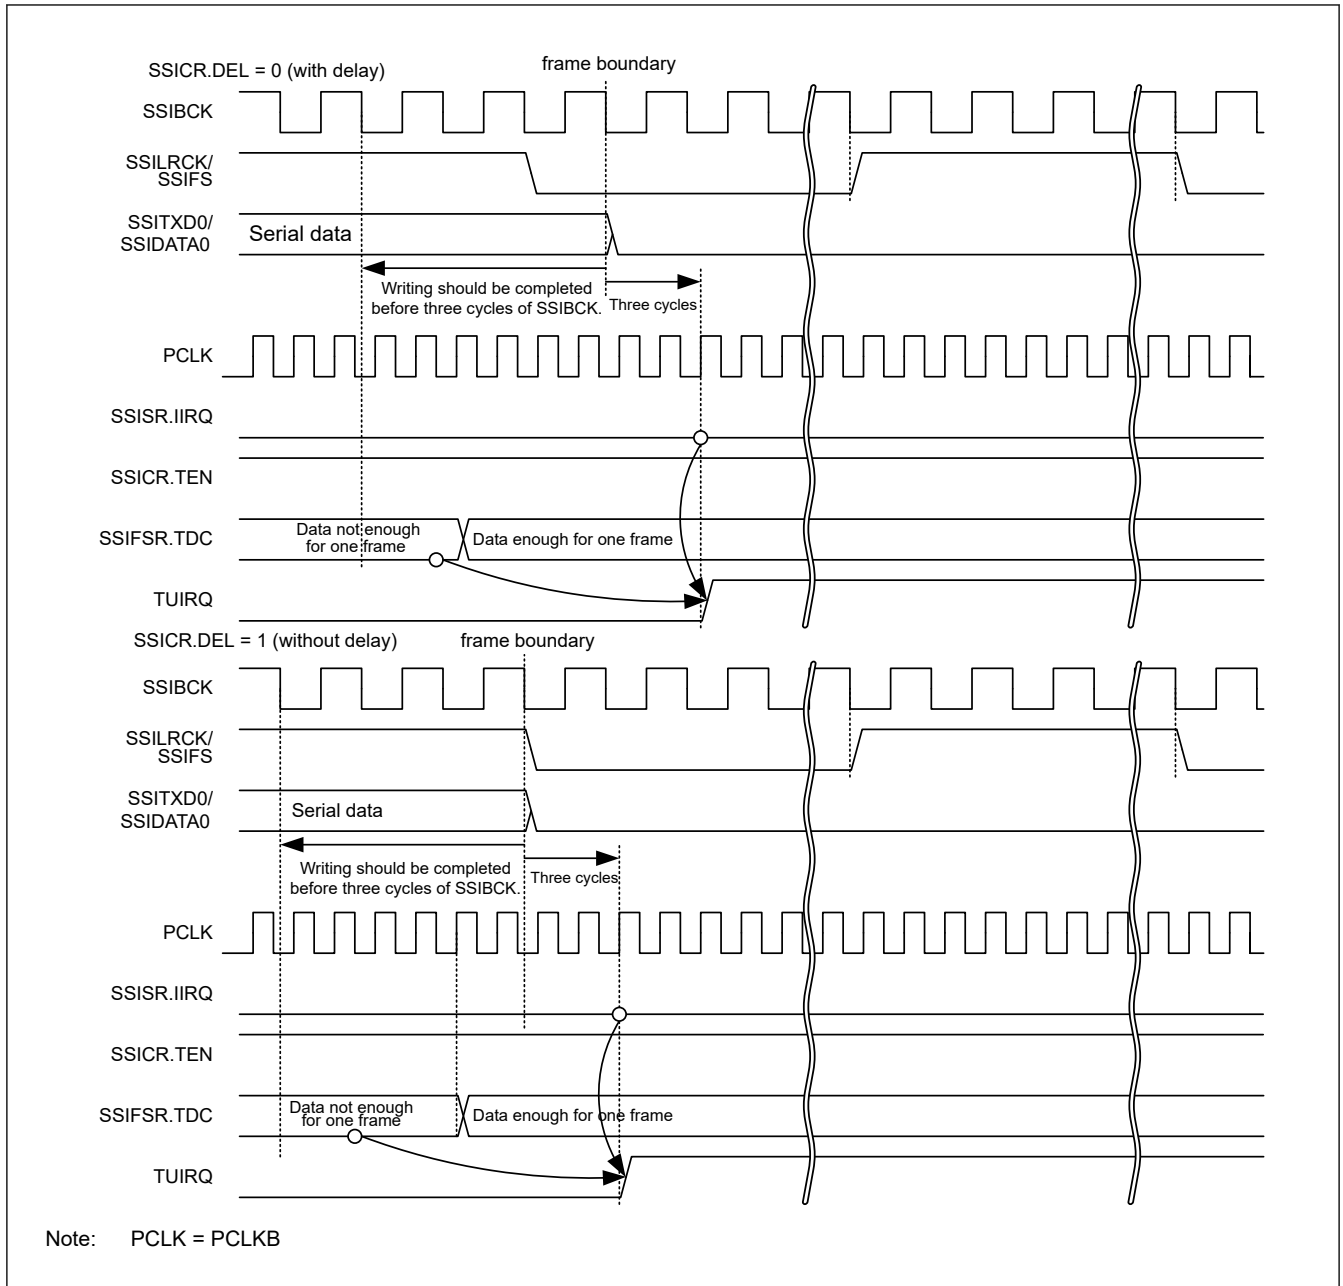 SSICR.DEL = 0 (with delay)
frame boundary
SSIBCK
SSILRCK/
SSIFS
SSITXD0/
SSIDATA0
Serial data
Writing should be completed
before three cycles of SSIBCK.
Three cycles
PCLK
SSISR.IIRQ
SSICR.TEN
SSIFSR.TDC
Data not enough
for one frame
Data enough for one frame
TUIRQ
SSICR.DEL = 1 (without delay)
frame boundary
SSIBCK
SSILRCK/
SSIFS
SSITXD0/
SSIDATA0
Serial data
Writing should be completed
before three cycles of SSIBCK.
Three cycles
PCLK
SSISR.IIRQ
SSICR.TEN
SSIFSR.TDC
Data not enough
for one frame
Data enough for one frame
TUIRQ
Note: PCLK = PCLKB